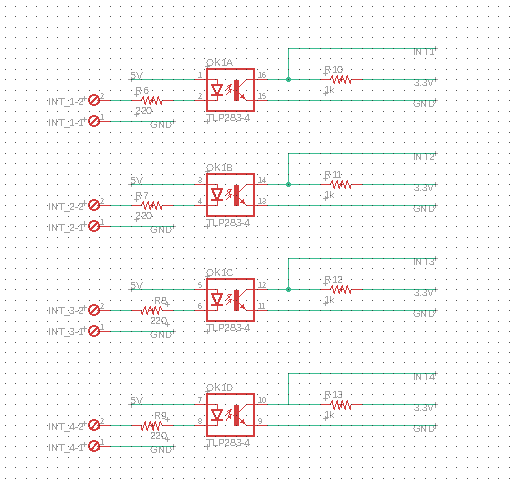 OK1A
5V 1 16 R10 INT1
R6 1k 3.3V
INT_1-2 2 220 2 15 GND
INT_1-1 1 GND TLP283-4
OK1B
5V 3 14 R11 INT2
R7 1k 3.3V
INT_2-2 2 220 4 13 GND
INT_2-1 1 GND TLP283-4
OK1C
5V 5 12 R12 INT3
R8 1k 3.3V
INT_3-2 2 220 6 11 GND
INT_3-1 1 GND TLP283-4
OK1D
5V 7 10 R13 INT4
R9 1k 3.3V
INT_4-2 2 220 8 9 GND
INT_4-1 1 GND TLP283-4